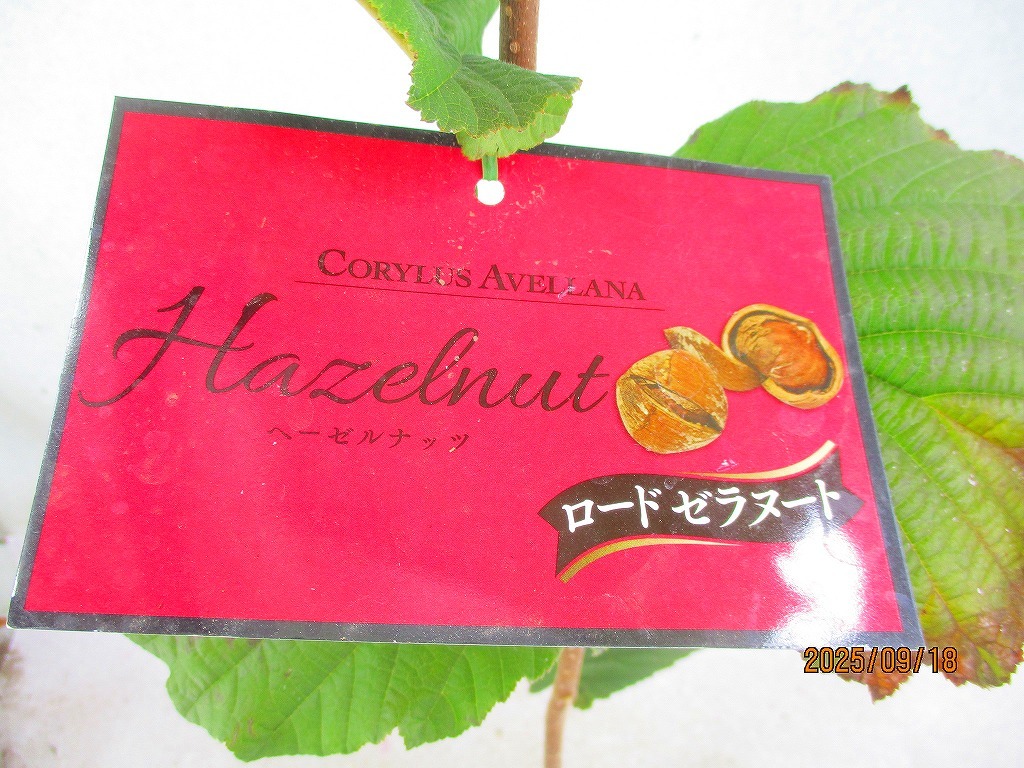 CORYLUS AVELLANA
Hazelnut
ヘーゼルナッツ
ロード ゼラヌート
2025/09/18